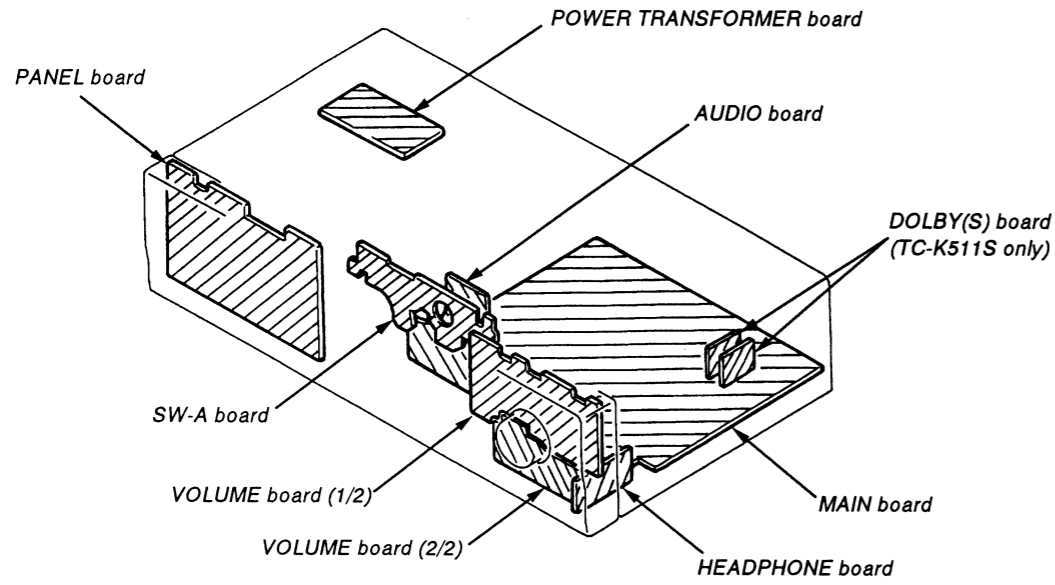 POWER TRANSFORMER board
PANEL board
AUDIO board
DOLBY(S) board
(TC-K511S only)
SW-A board
VOLUME board (1/2)
MAIN board
VOLUME board (2/2)
HEADPHONE board